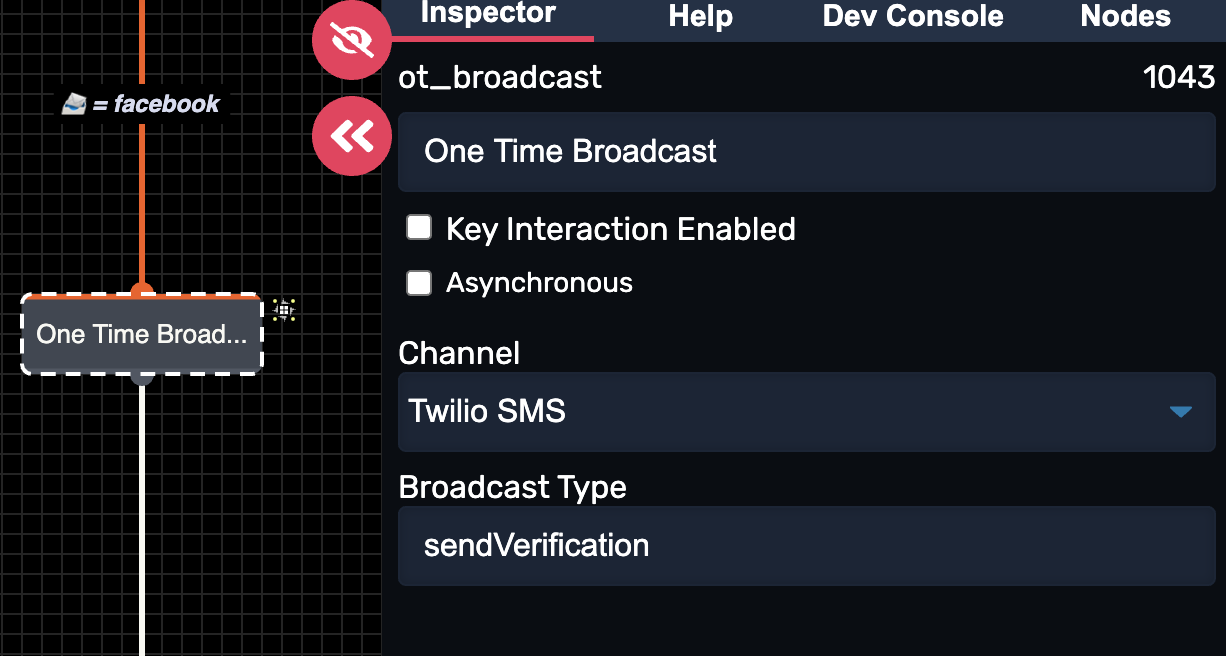 Inspector Help Dev Console Nodes
= facebook
ot_broadcast 1043
One Time Broadcast
Key Interaction Enabled
Asynchronous
One Time Broad...
Channel
Twilio SMS
Broadcast Type
sendVerification